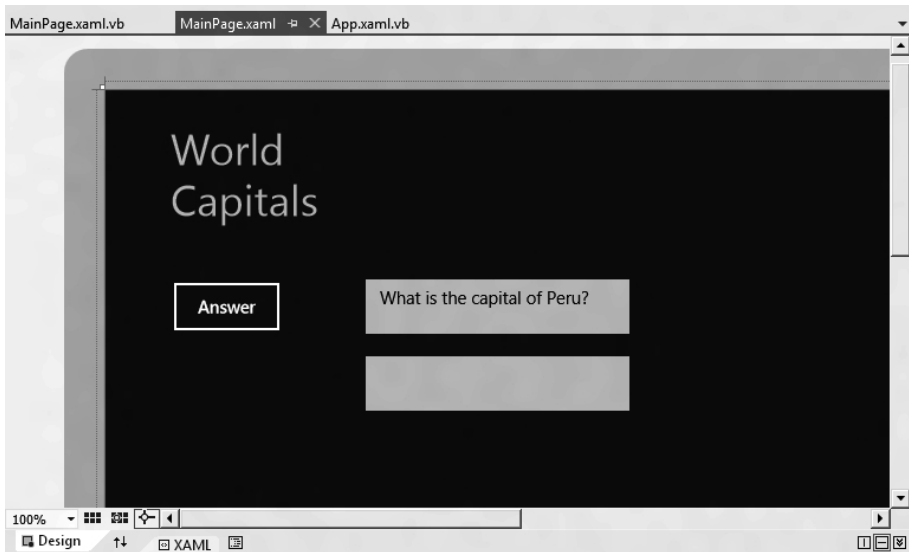 MainPage.xaml.vb MainPage.xaml App.xaml.vb
World
Capitals
Answer
What is the capital of Peru?
100%
Design XAML